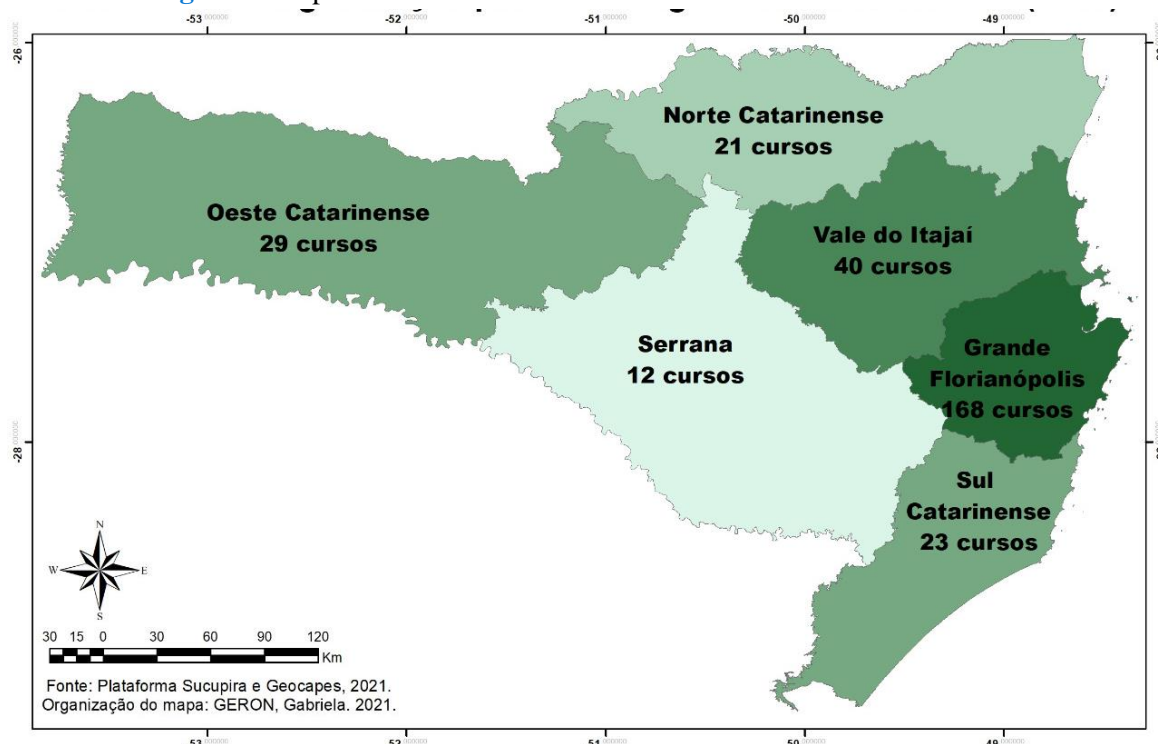 -53
-52
-51
-50
-49
-26
Norte Catarinense
21 cursos
Oeste Catarinense
29 cursos
Vale do Itajaí
40 cursos
Serrana
12 cursos
Grande
Florianópolis
168 cursos
-28
Sul
Catarinense
23 cursos
N
W E
S
30 15 0 30 60 90 120
Km
Fonte: Plataforma Sucupira e Geocapes, 2021.
Organização do mapa: GERON, Gabriela. 2021.
-53
-52
-51
-50
-49